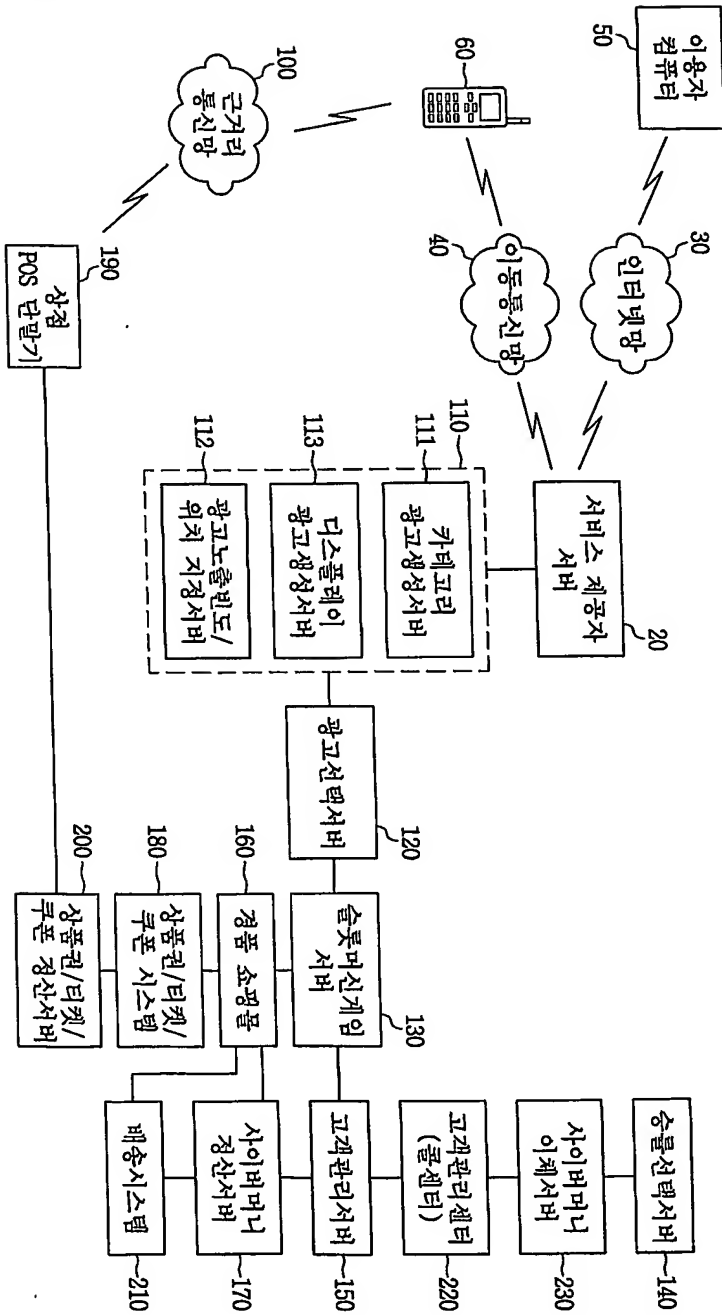 승률선택서버
140
사이버머니
이체서버
230
고객관리센터
(콜센터)
220
고객관리서버
150
사이버머니
정산서버
170
배송시스템
210
슬롯머신게임
서버
130
경품 쇼핑몰
160
상품권/티켓/
쿠폰 시스템
180
상품권/티켓/
쿠폰 정산서버
200
광고선택서버
120
서비스 제공자
서버
20
110
카테고리
광고생성서버
111
디스플레이
광고생성서버
113
광고노출빈도/
위치 지정서버
112
인터넷망
30
이동통신망
40
이용자
컴퓨터
50
60
근거리
통신망
100
상점
POS 단말기
190